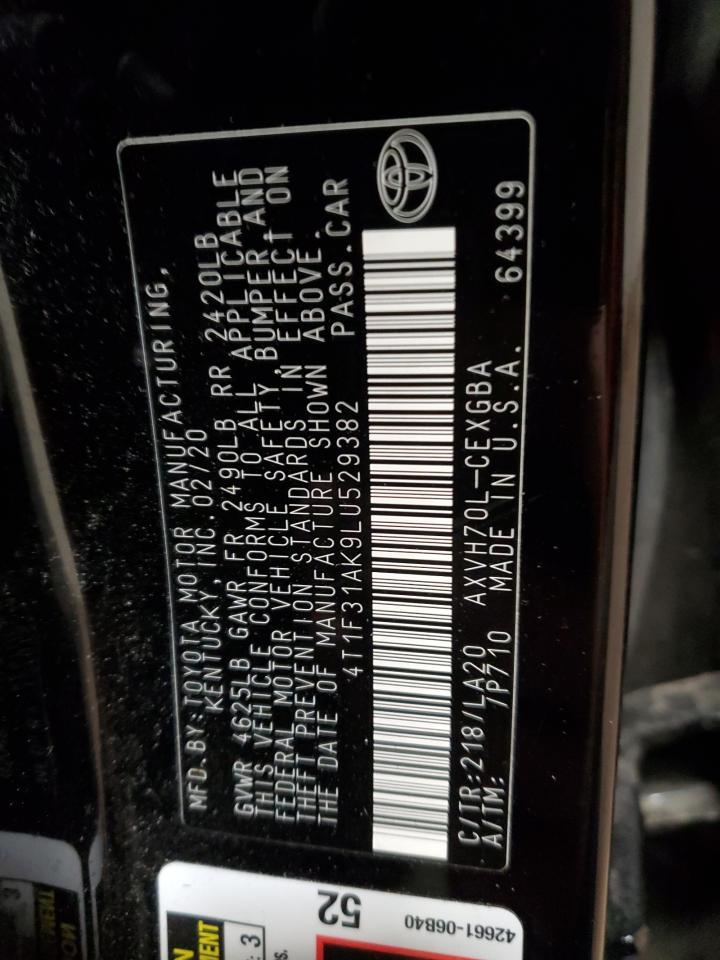 MFD. BY: TOYOTA MOTOR MANUFACTURING,
KENTUCKY, INC 02/20
GVWR 4625LB GAWR FR 2490LB RR 2420LB
THIS VEHICLE CONFORMS TO ALL APPLICABLE
FEDERAL MOTOR VEHICLE SAFETY, BUMPER, AND
THEFT PREVENTION STANDARDS IN EFFECT ON
THE DATE OF MANUFACTURE SHOWN ABOVE.
4T1F31AK9LU529382 PASS.CAR
C/TR:218/LA20 AXVH70L-CEXGBA
A/TM: /P710 MADE IN U.S.A. 64399
52
42661-06B40
3